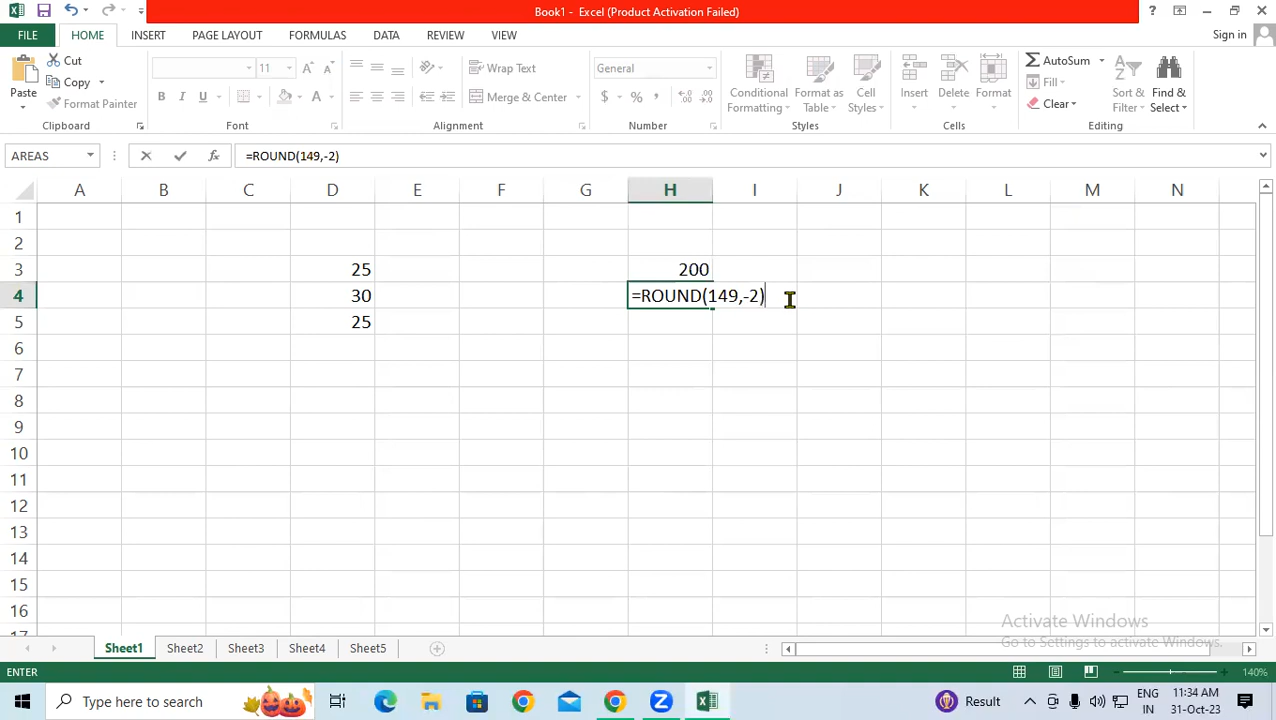 Book1 - Excel (Product Activation Failed)
FILE HOME INSERT PAGE LAYOUT FORMULAS DATA REVIEW VIEW Sign in
Paste
Cut
Copy
Format Painter
Clipboard
11
B I U
Font
Wrap Text
Merge & Center
Alignment
General
$ % ,
Number
Conditional Formatting
Format as Table
Cell Styles
Styles
Insert Delete Format
Cells
AutoSum
Fill
Clear
Sort & Filter
Find & Select
Editing
AREAS fx =ROUND(149,-2)
A B C D E F G H I J K L M N
1
2
3 25 200
4 30 =ROUND(149,-2)
5 25
6
7
8
9
10
11
12
13
14
15
16
17
Activate Windows
Go to Settings to activate Windows.
Sheet1 Sheet2 Sheet3 Sheet4 Sheet5
ENTER 140%
Type here to search
Result
ENG
IN
11:34 AM
31-Oct-23